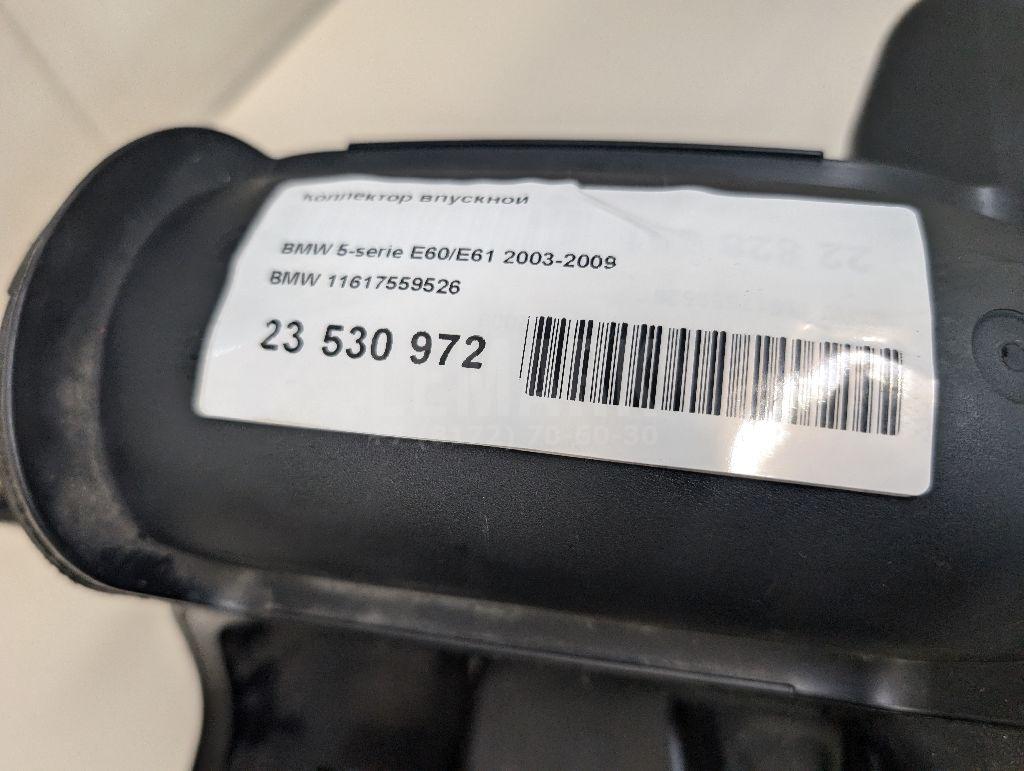 Коллектор впускной
BMW 5-serie E60/E61 2003-2009
BMW 11617559526
23 530 972